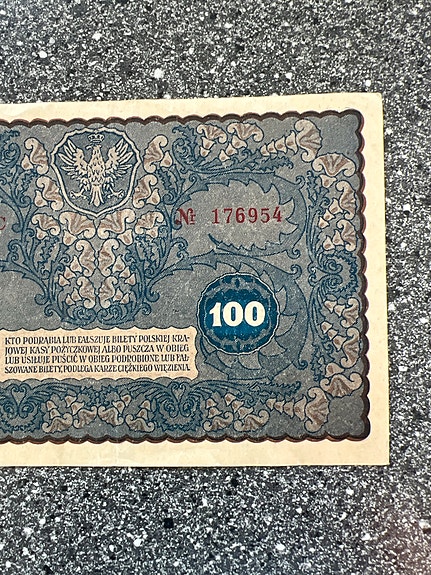 № 176954
100
KTO PODRABIA LUB FAŁSZUJE BILETY POLSKIEJ KRA-
JOWEJ KASY POŻYCZKOWEJ ALBO PUSZCZA W OBIEG
LUB USIŁUJE PUŚCIĆ W OBIEG PODROBIONE LUB FAŁ-
SZOWANE BILETY, PODLEGA KARZE CIĘŻKIEGO WIĘZIENIA.